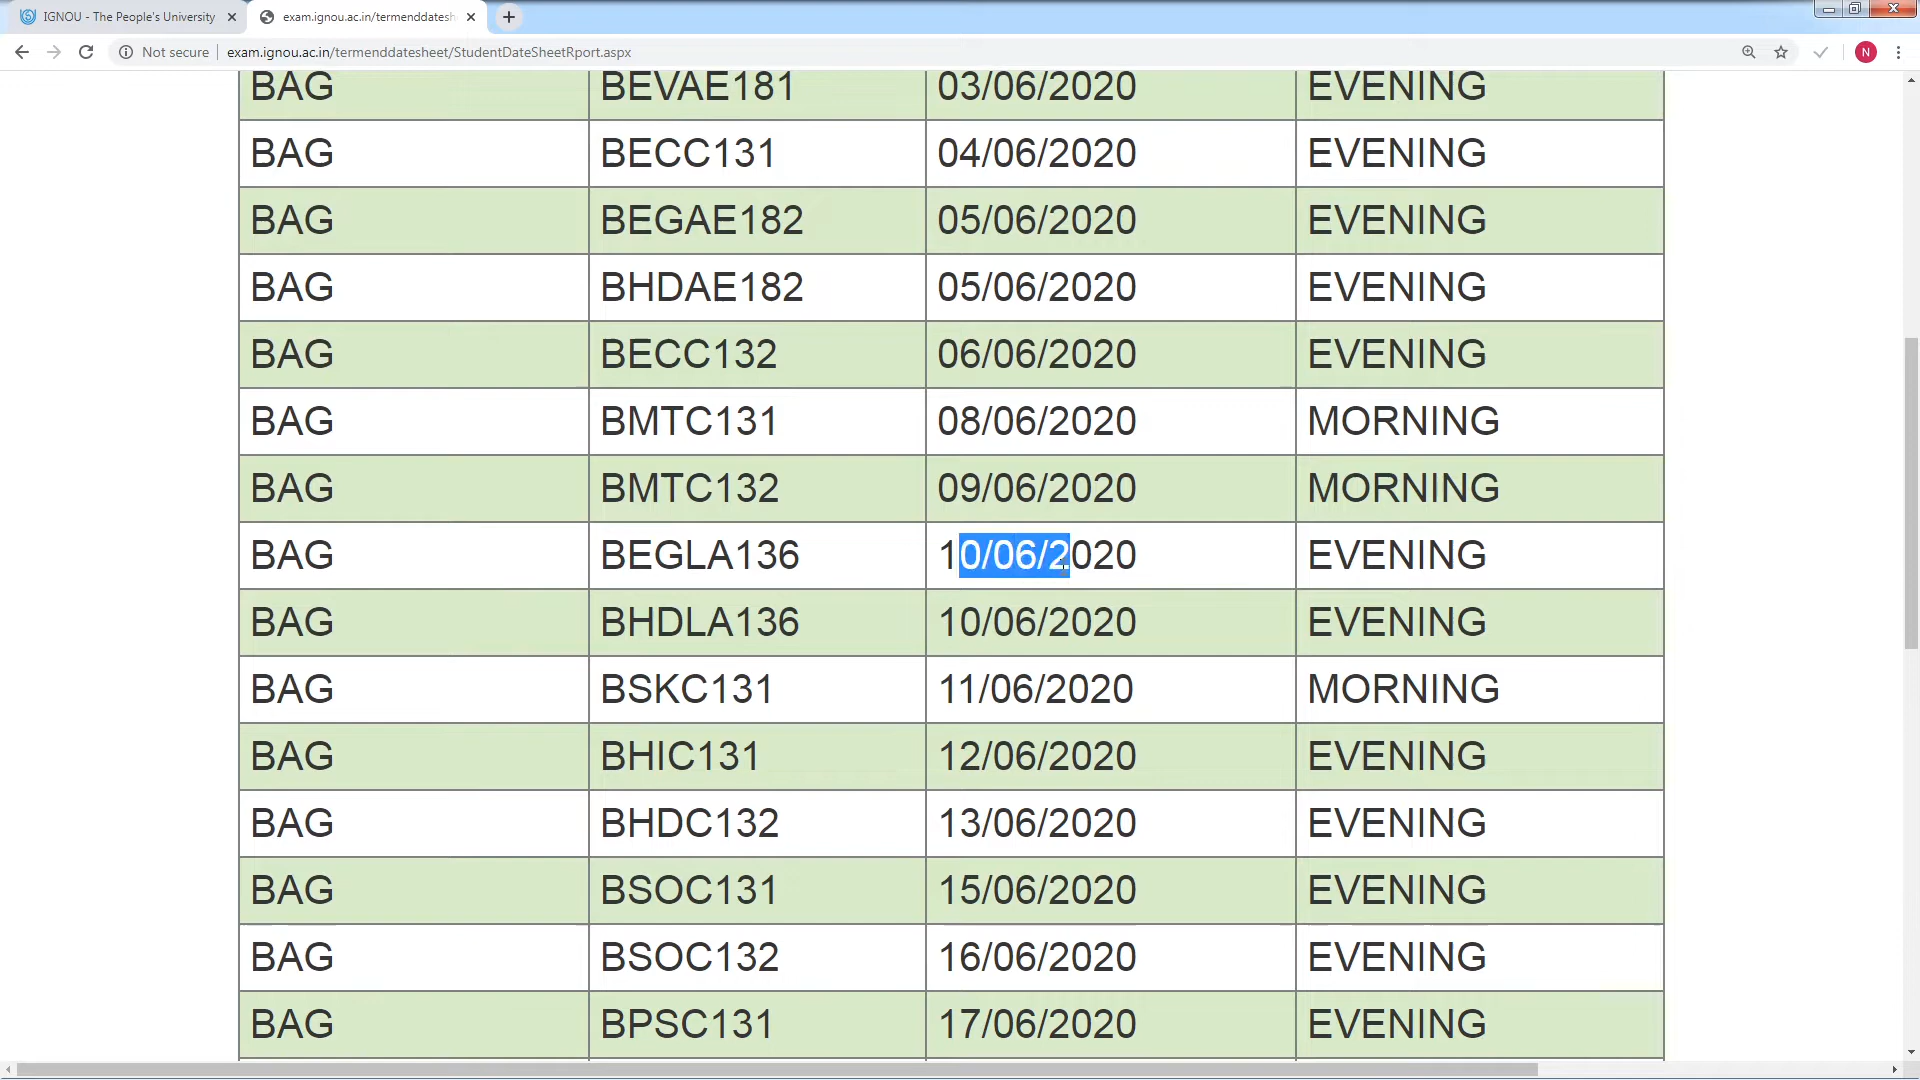 IGNOU - The People's University
exam.ignou.ac.in/termenddatesh
Not secure exam.ignou.ac.in/termenddatesheet/StudentDateSheetRport.aspx N
BAG BEVAE181 03/06/2020 EVENING
BAG BECC131 04/06/2020 EVENING
BAG BEGAE182 05/06/2020 EVENING
BAG BHDAE182 05/06/2020 EVENING
BAG BECC132 06/06/2020 EVENING
BAG BMTC131 08/06/2020 MORNING
BAG BMTC132 09/06/2020 MORNING
BAG BEGLA136 10/06/2020 EVENING
BAG BHDLA136 10/06/2020 EVENING
BAG BSKC131 11/06/2020 MORNING
BAG BHIC131 12/06/2020 EVENING
BAG BHDC132 13/06/2020 EVENING
BAG BSOC131 15/06/2020 EVENING
BAG BSOC132 16/06/2020 EVENING
BAG BPSC131 17/06/2020 EVENING